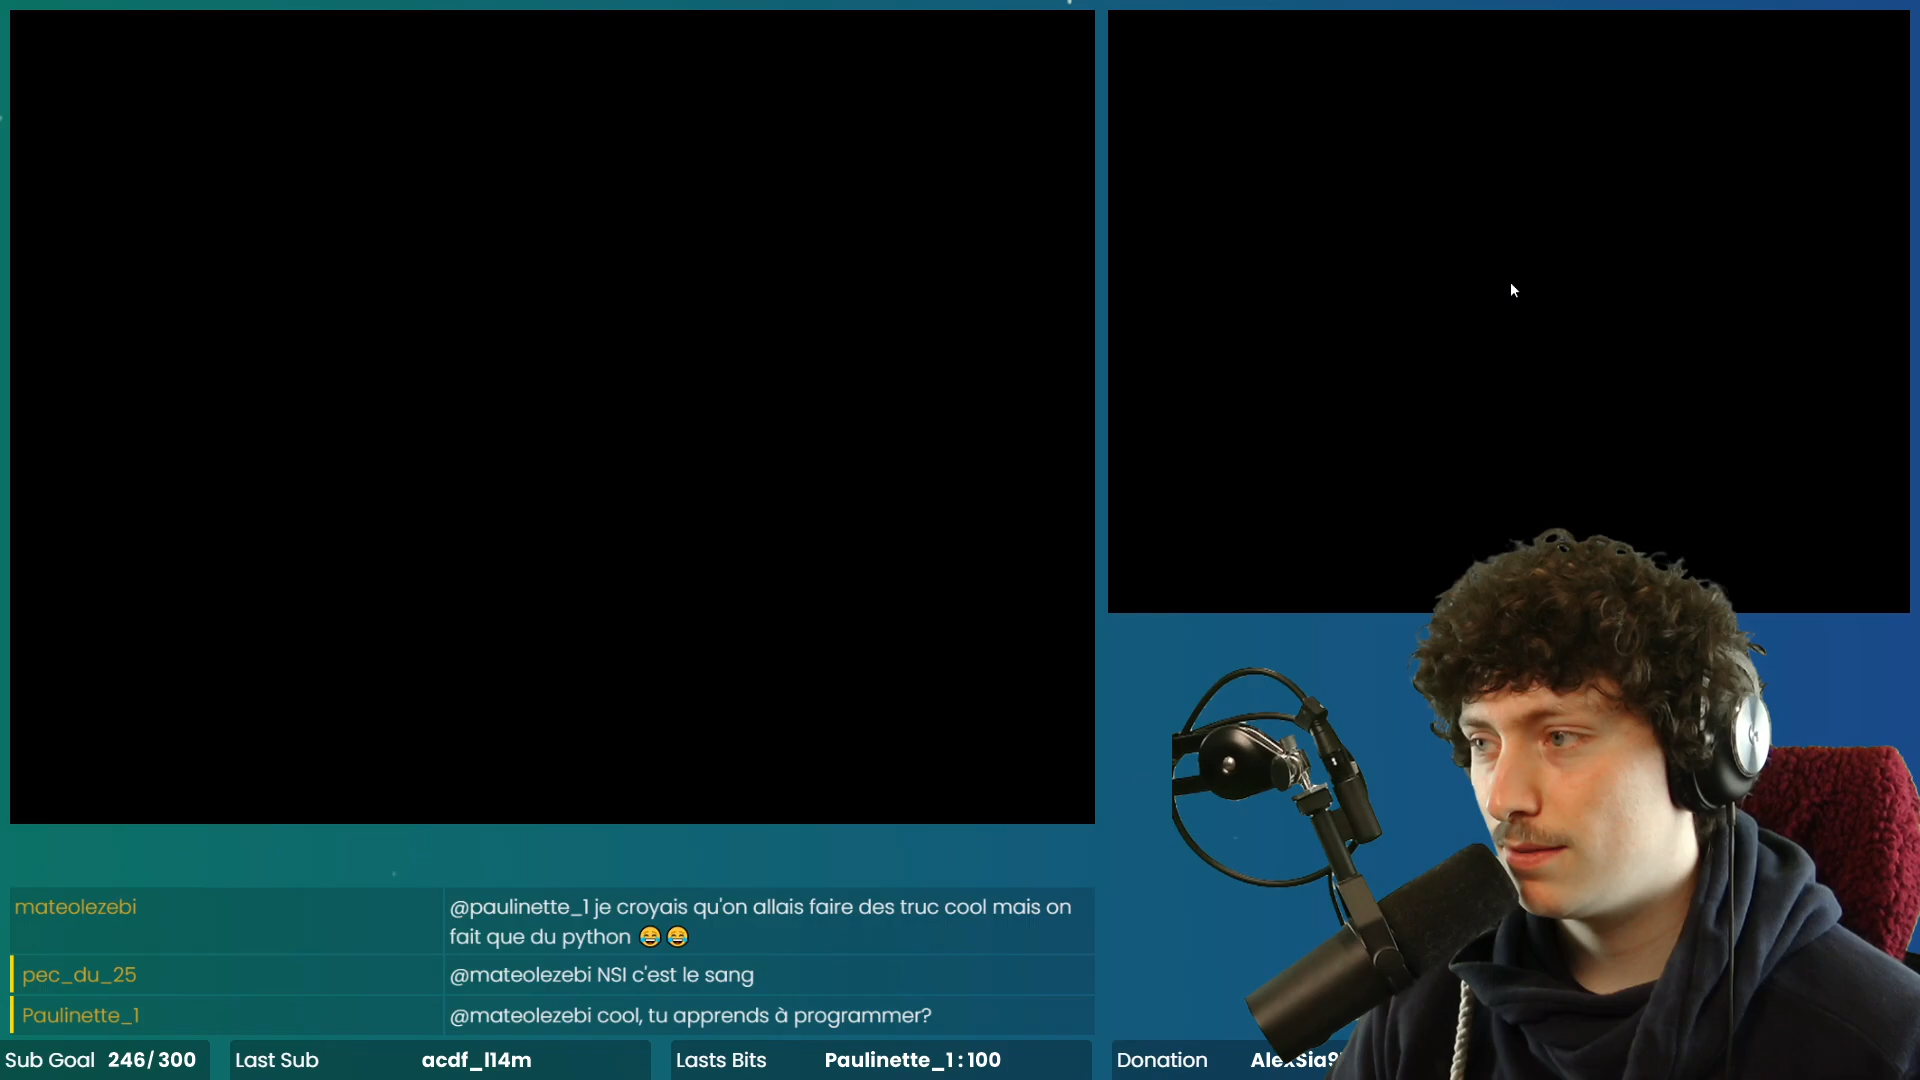 mateolezebi
@paulinette_1 je croyais qu'on allais faire des truc cool mais on
fait que du python 😂 😂
pec_du_25
@mateolezebi NSI c'est le sang
Paulinette_1
@mateolezebi cool, tu apprends à programmer?
Sub Goal 246/300
Last Sub acdf_l14m
Lasts Bits Paulinette_1 : 100
Donation